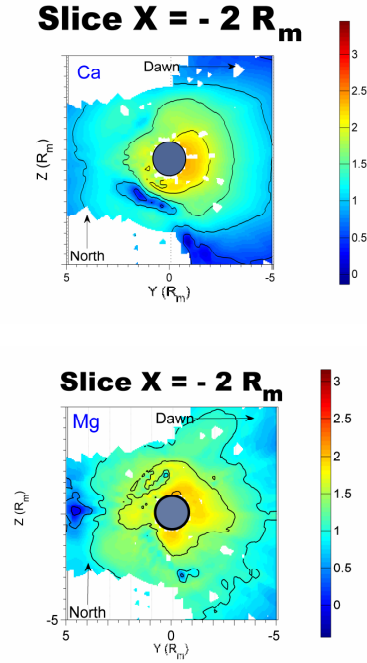 Slice X = - 2 Rm
Ca
Dawn
Z (Rm)
North
5
0
-5
Y (Rm)
3
2.5
2
1.5
1
0.5
0
Slice X = - 2 Rm
Mg
Dawn
Z (Rm)
-5
North
5
0
-5
Y (Rm)
3
2.5
2
1.5
1
0.5
0